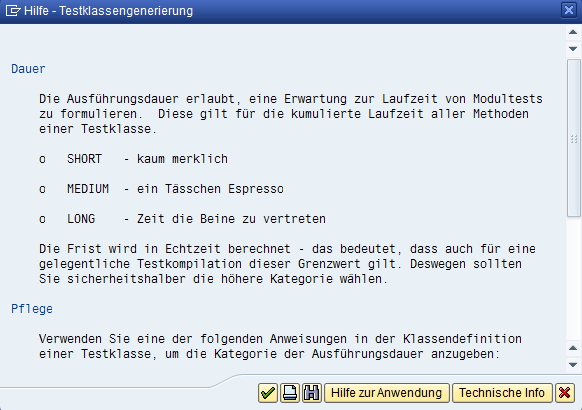 Hilfe - Testklassengenerierung
Dauer
Die Ausführungsdauer erlaubt, eine Erwartung zur Laufzeit von Modultests
zu formulieren.  Diese gilt für die kumulierte Laufzeit aller Methoden
einer Testklasse.
o   SHORT   - kaum merklich
o   MEDIUM  - ein Tässchen Espresso
o   LONG    - Zeit die Beine zu vertreten
Die Frist wird in Echtzeit berechnet - das bedeutet, dass auch für eine
gelegentliche Testkompilation dieser Grenzwert gilt. Deswegen sollten
Sie sicherheitshalber die höhere Kategorie wählen.
Pflege
Verwenden Sie eine der folgenden Anweisungen in der Klassendefinition
einer Testklasse, um die Kategorie der Ausführungsdauer anzugeben:
Hilfe zur Anwendung   Technische Info